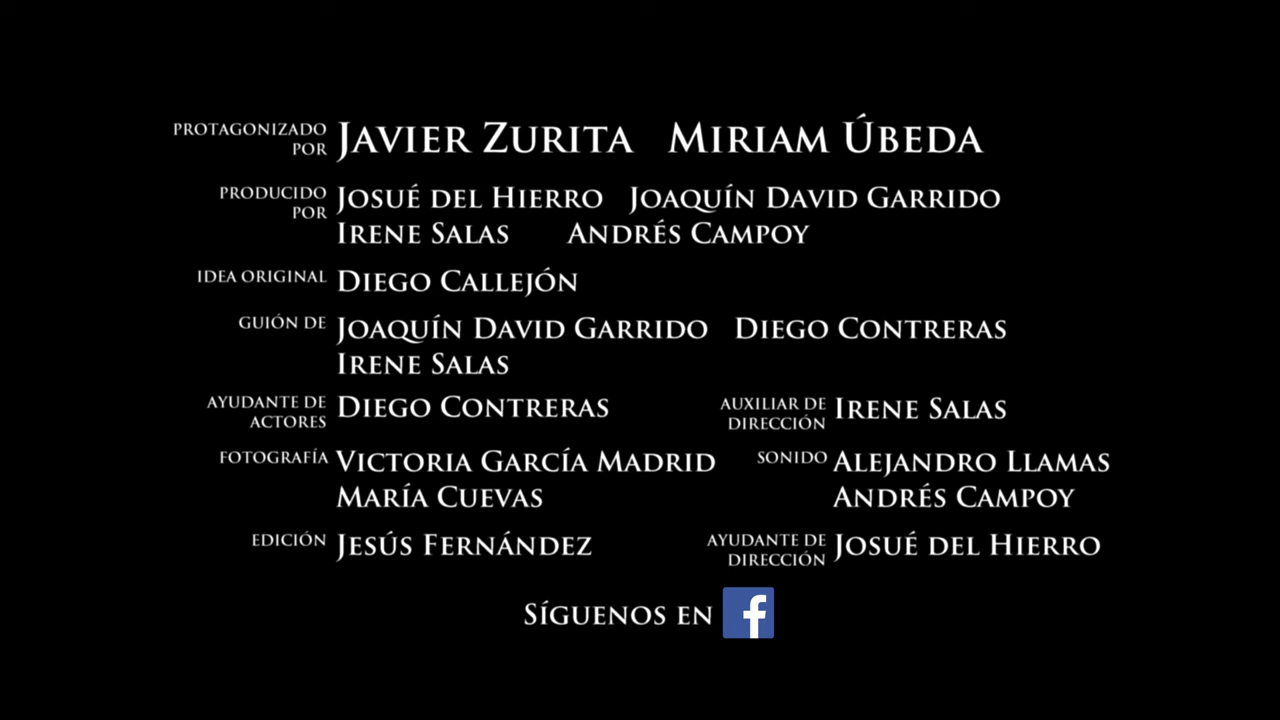 PROTAGONIZADO POR JAVIER ZURITA MIRIAM ÚBEDA
PRODUCIDO POR JOSUÉ DEL HIERRO JOAQUÍN DAVID GARRIDO
IRENE SALAS ANDRÉS CAMPOY
IDEA ORIGINAL DIEGO CALLEJÓN
GUIÓN DE JOAQUÍN DAVID GARRIDO DIEGO CONTRERAS
IRENE SALAS
AYUDANTE DE ACTORES DIEGO CONTRERAS AUXILIAR DE DIRECCIÓN IRENE SALAS
FOTOGRAFÍA VICTORIA GARCÍA MADRID SONIDO ALEJANDRO LLAMAS
MARÍA CUEVAS ANDRÉS CAMPOY
EDICIÓN JESÚS FERNÁNDEZ AYUDANTE DE DIRECCIÓN JOSUÉ DEL HIERRO
SÍGUENOS EN f